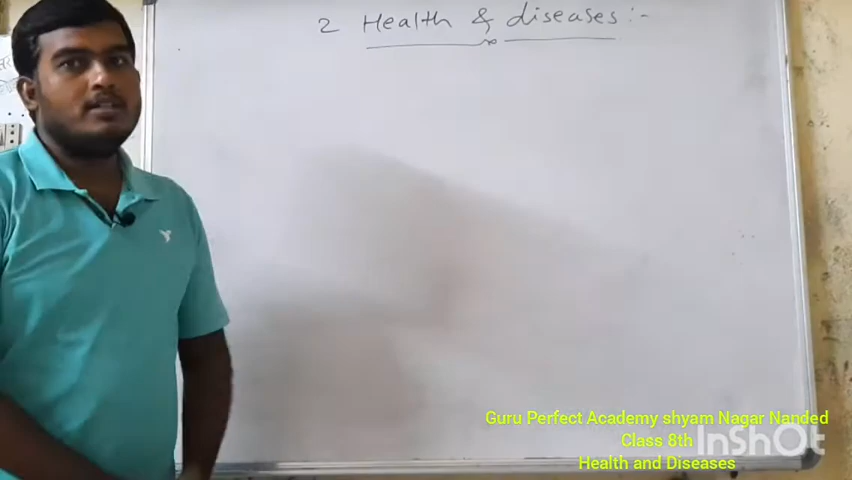 2 Health & diseases :-
Guru Perfect Academy shyam Nagar Nanded
Class 8th
InShot
Health and Diseases